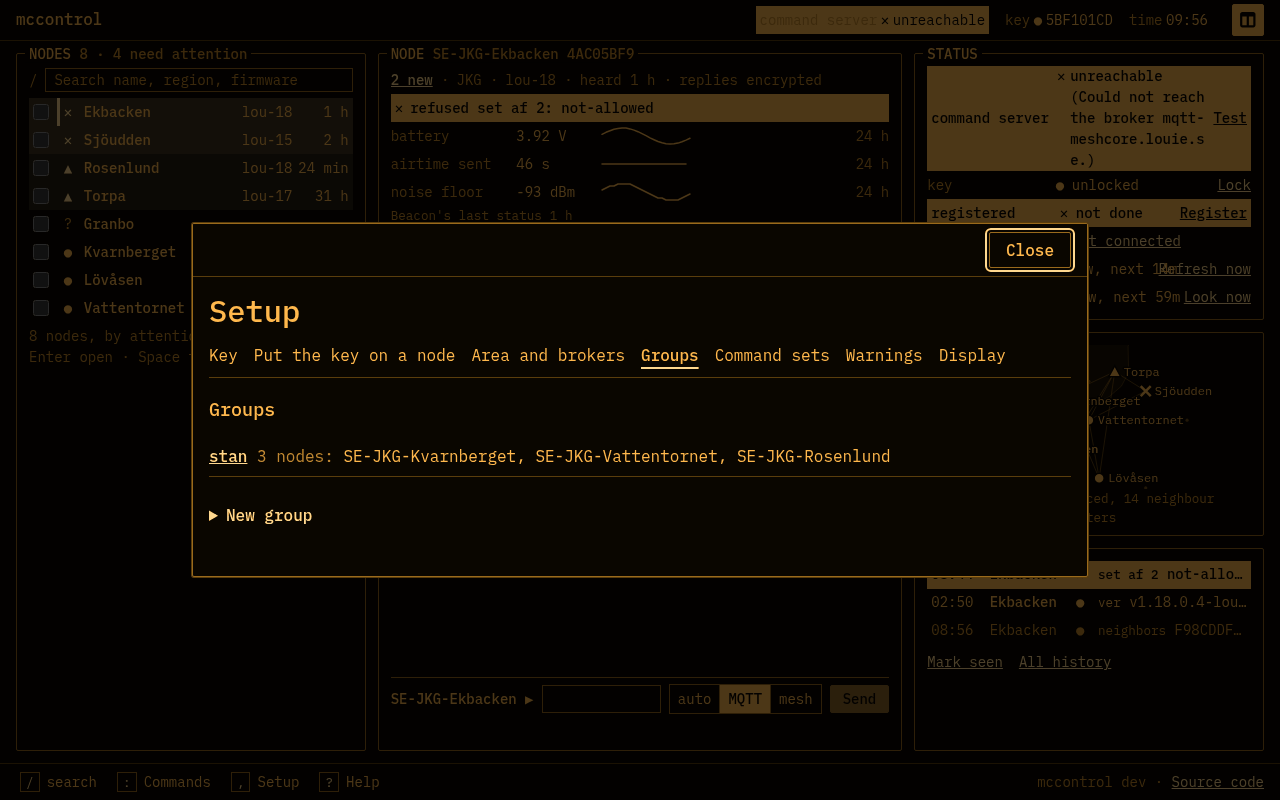 mccontrol command server × unreachable key ● 5BF101CD time 09:56
NODES 8 · 4 need attention
/ Search name, region, firmware
× Ekbacken lou-18 1 h
× Sjöudden lou-15 2 h
▲ Rosenlund lou-18 24 min
▲ Torpa lou-17 31 h
? Granbo
● Kvarnberget
● Lövåsen
● Vattentornet
8 nodes, by attentio
Enter open · Space
NODE SE-JKG-Ekbacken 4AC05BF9
2 new · JKG · lou-18 · heard 1 h · replies encrypted
× refused set af 2: not-allowed
battery 3.92 V 24 h
airtime sent 46 s 24 h
noise floor -93 dBm 24 h
Beacon's last status 1 h
STATUS
command server × unreachable (Could not reach the broker mqtt-meshcore.louie.se.) Test
key ● unlocked Lock
registered × not done Register
t connected
w, next 14m Refresh now
w, next 59m Look now
Close
Setup
Key Put the key on a node Area and brokers Groups Command sets Warnings Display
Groups
stan 3 nodes: SE-JKG-Kvarnberget, SE-JKG-Vattentornet, SE-JKG-Rosenlund
▶ New group
Torpa
Sjöudden
nberget
Vattentornet
Lövåsen
ted, 14 neighbour
ters
set af 2 not-allo…
02:50 Ekbacken ● ver v1.18.0.4-lou…
08:56 Ekbacken ● neighbors F98CDDF…
Mark seen All history
SE-JKG-Ekbacken ▶ auto MQTT mesh Send
/ search : Commands , Setup ? Help mccontrol dev · Source code